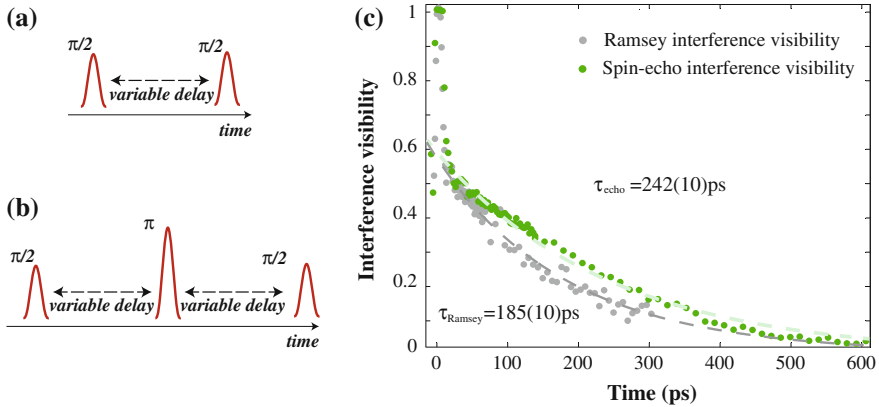 (a)
π/2
π/2
variable delay
time
(b)
π/2
π
π/2
variable delay
variable delay
time
(c)
Interference visibility
1
0.8
0.6
0.4
0.2
0
Ramsey interference visibility
Spin-echo interference visibility
τecho =242(10)ps
τRamsey=185(10)ps
0 100 200 300 400 500 600
Time (ps)